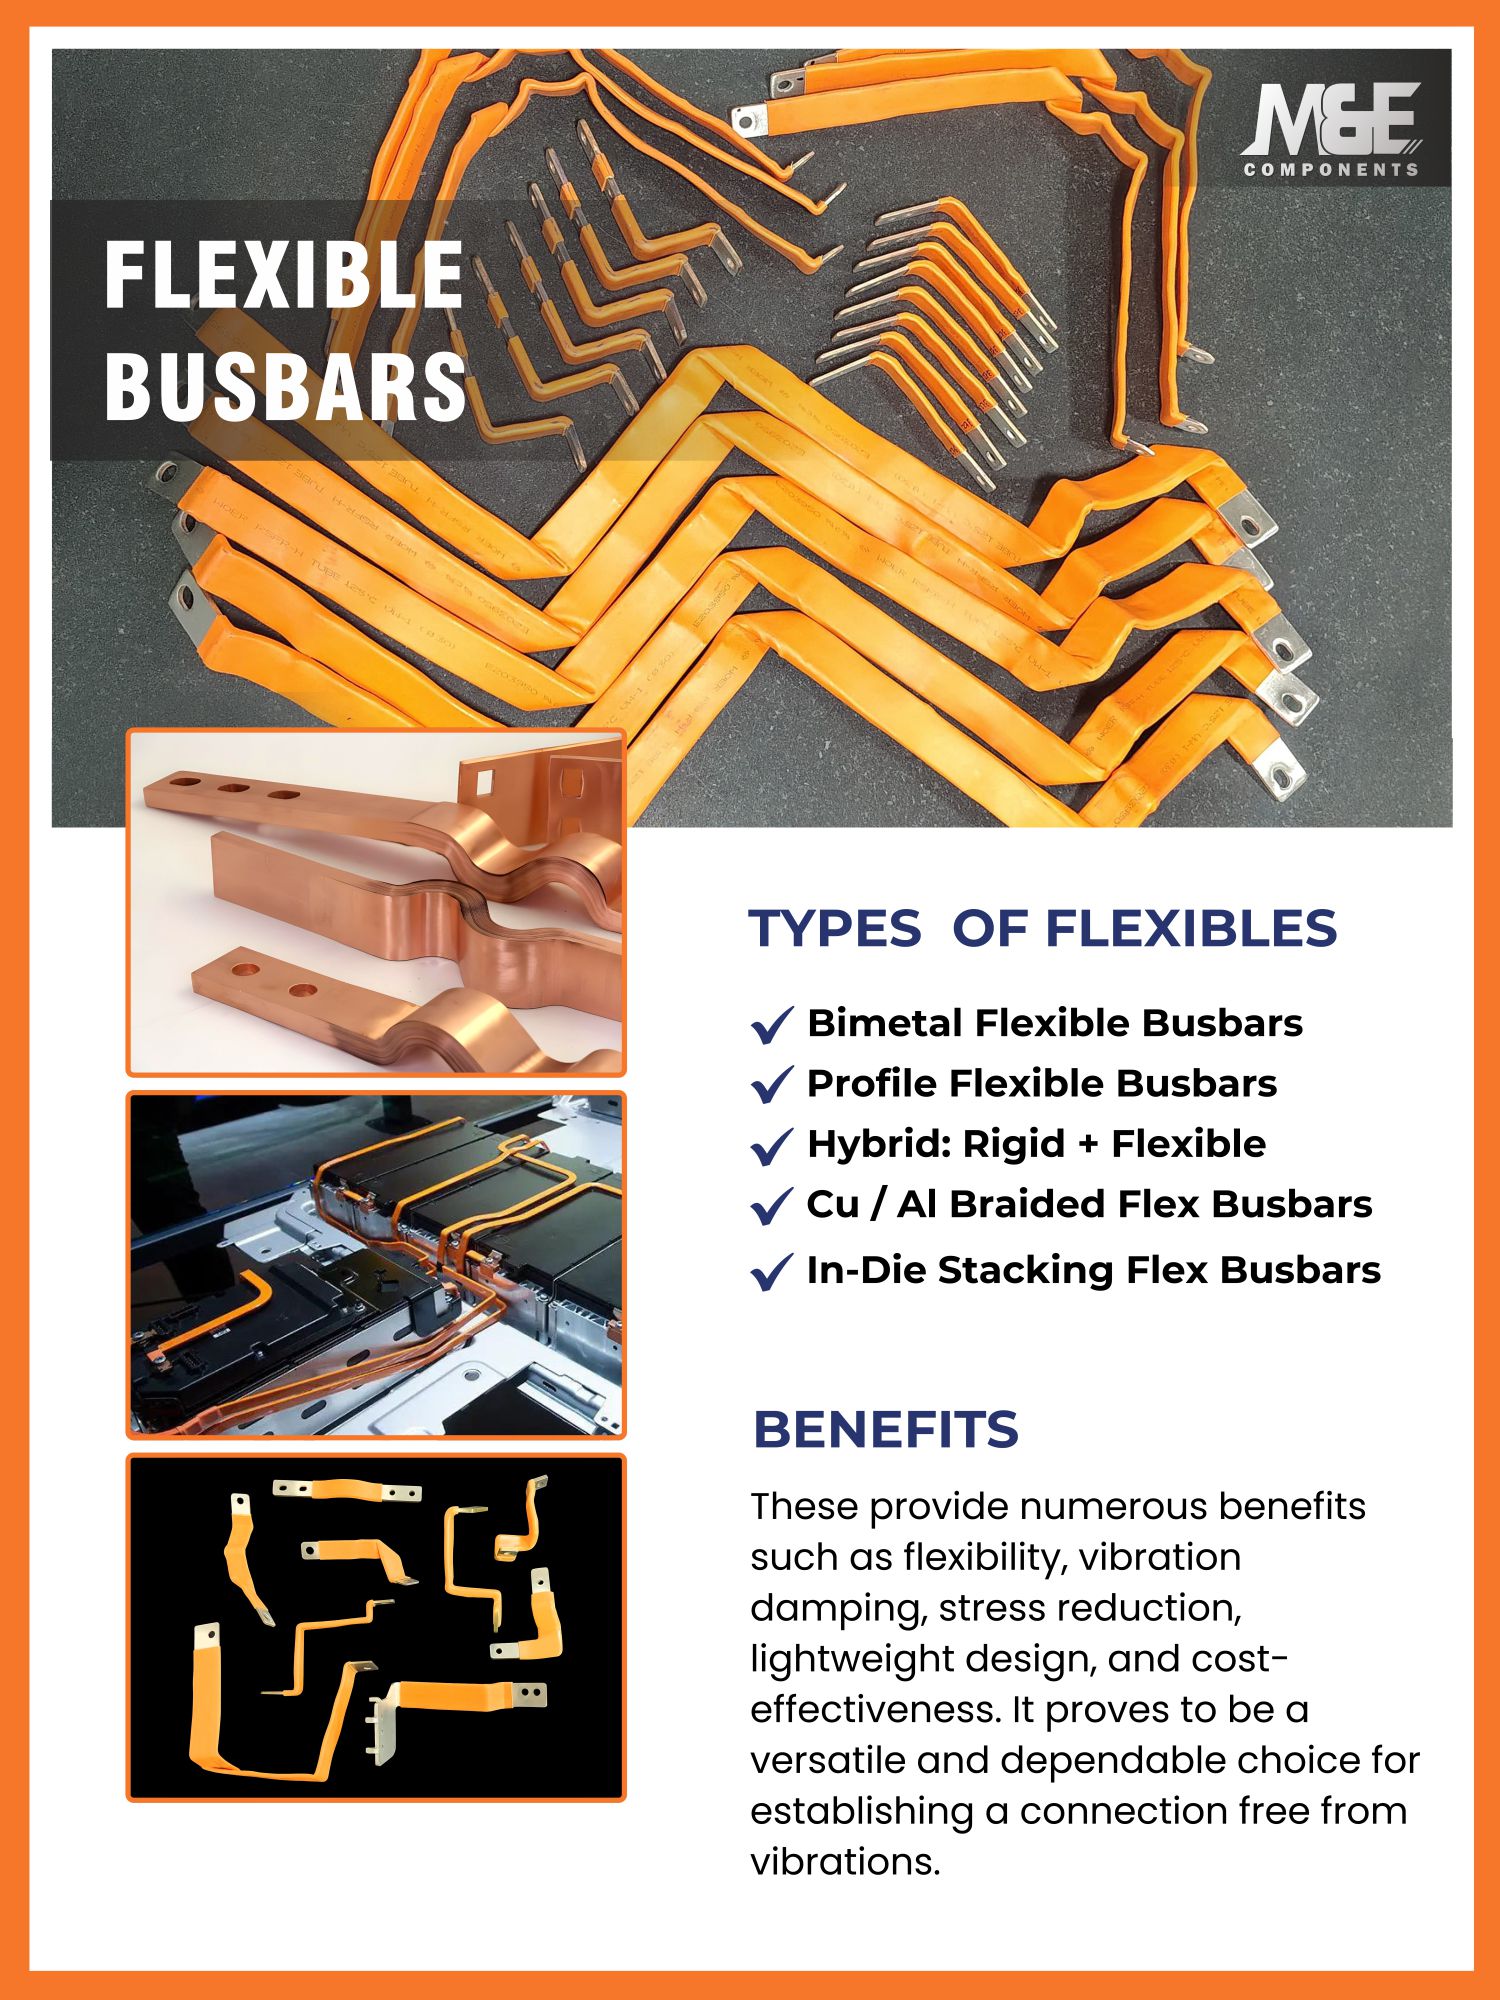 M&E
COMPONENTS
FLEXIBLE
BUSBARS
TYPES OF FLEXIBLES
Bimetal Flexible Busbars
Profile Flexible Busbars
Hybrid: Rigid + Flexible
Cu / Al Braided Flex Busbars
In-Die Stacking Flex Busbars
BENEFITS
These provide numerous benefits
such as flexibility, vibration
damping, stress reduction,
lightweight design, and cost-
effectiveness. It proves to be a
versatile and dependable choice for
establishing a connection free from
vibrations.